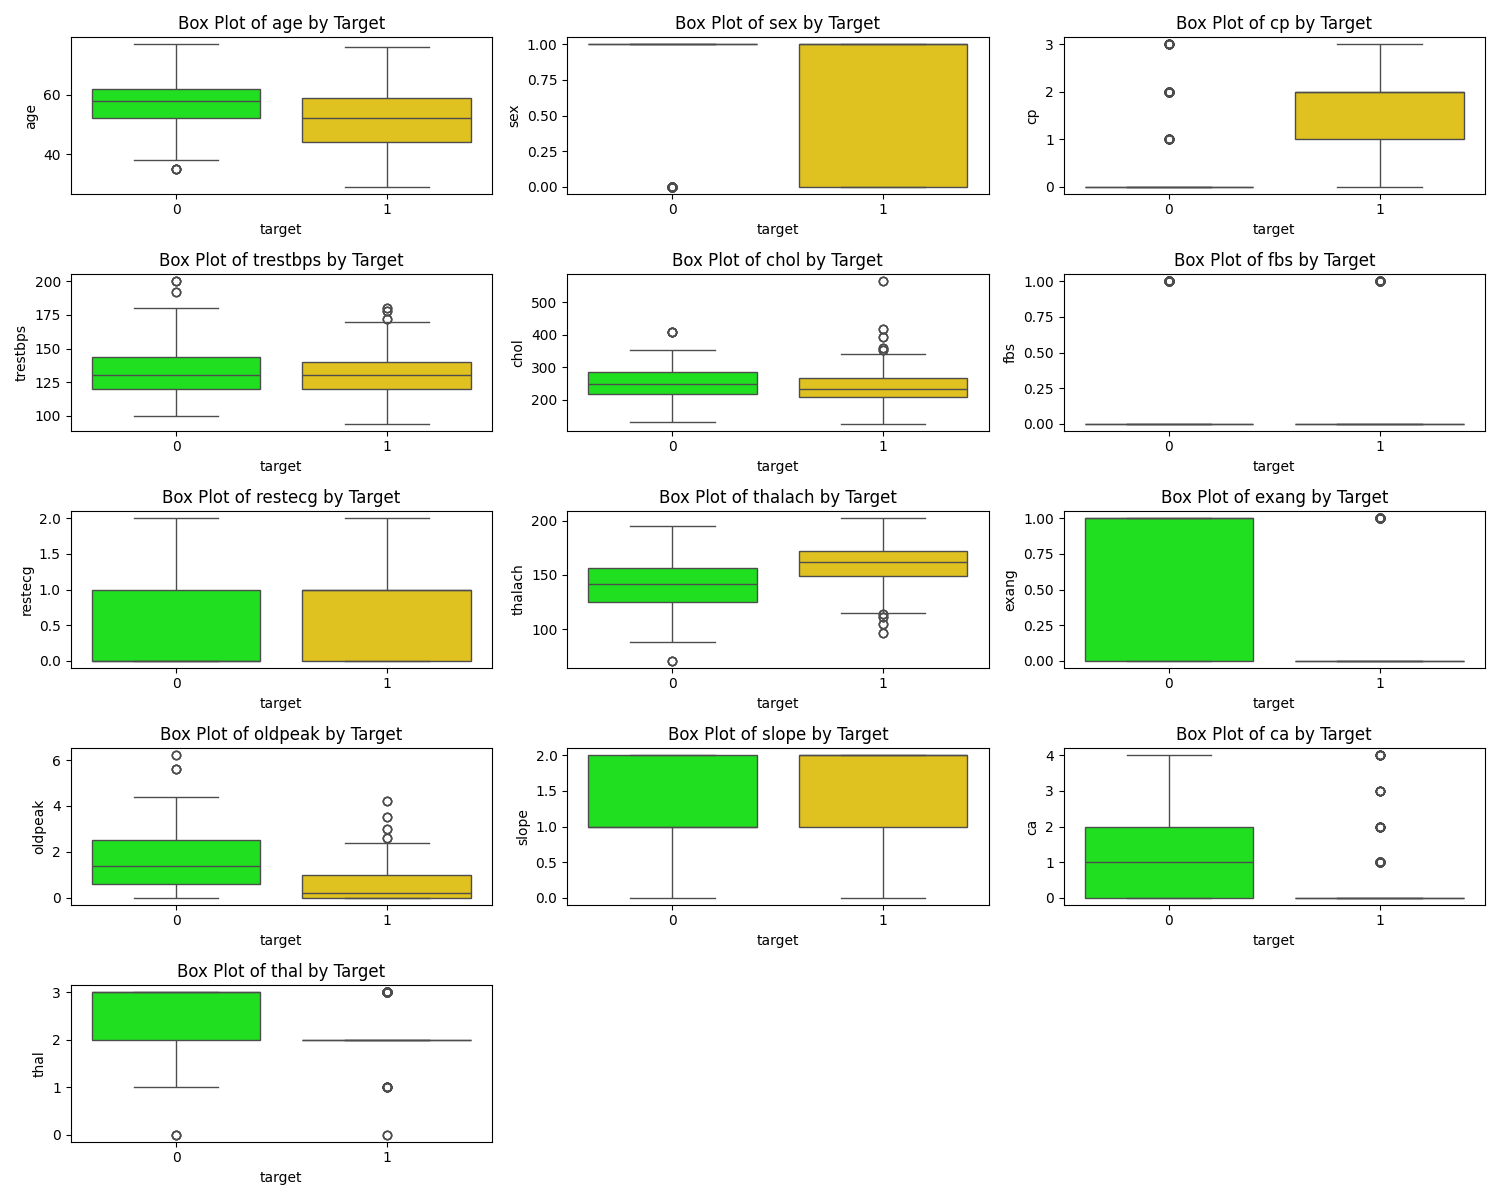 Box Plot of age by Target
Box Plot of sex by Target
Box Plot of cp by Target
age
60
40
0
1
target
sex
1.00
0.75
0.50
0.25
0.00
0
1
target
cp
3
2
1
0
0
1
target
Box Plot of trestbps by Target
Box Plot of chol by Target
Box Plot of fbs by Target
trestbps
200
175
150
125
100
0
1
target
chol
500
400
300
200
0
1
target
fbs
1.00
0.75
0.50
0.25
0.00
0
1
target
Box Plot of restecg by Target
Box Plot of thalach by Target
Box Plot of exang by Target
restecg
2.0
1.5
1.0
0.5
0.0
0
1
target
thalach
200
150
100
0
1
target
exang
1.00
0.75
0.50
0.25
0.00
0
1
target
Box Plot of oldpeak by Target
Box Plot of slope by Target
Box Plot of ca by Target
oldpeak
6
4
2
0
0
1
target
slope
2.0
1.5
1.0
0.5
0.0
0
1
target
ca
4
3
2
1
0
0
1
target
Box Plot of thal by Target
thal
3
2
1
0
0
1
target